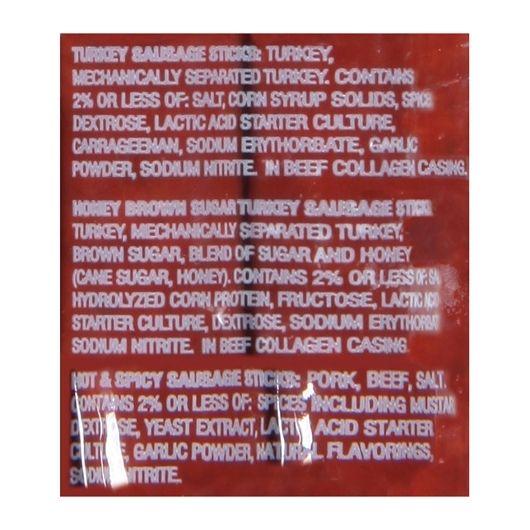 TURKEY SAUSAGE STICKS: TURKEY,
MECHANICALLY SEPARATED TURKEY. CONTAINS
2% OR LESS OF: SALT, CORN SYRUP SOLIDS, SPICE
DEXTROSE, LACTIC ACID STARTER CULTURE,
CARRAGEENAN, SODIUM ERYTHORBATE, GARLIC
POWDER, SODIUM NITRITE. IN BEEF COLLAGEN CASING.
HONEY BROWN SUGAR TURKEY SAUSAGE STICK
TURKEY, MECHANICALLY SEPARATED TURKEY,
BROWN SUGAR, BLEND OF SUGAR AND HONEY
(CANE SUGAR, HONEY). CONTAINS 2% OR LESS OF: SA
HYDROLYZED CORN PROTEIN, FRUCTOSE, LACTIC ACID
STARTER CULTURE, DEXTROSE, SODIUM ERYTHORBAT
SODIUM NITRITE. IN BEEF COLLAGEN CASING
HOT & SPICY SAUSAGE STICKS: PORK, BEEF, SALT.
CONTAINS 2% OR LESS OF: SPICES INCLUDING MUSTAR
DEXTROSE, YEAST EXTRACT, LACTIC ACID STARTER
CULTURE, GARLIC POWDER, NATURAL FLAVORINGS,
SODIUM NITRITE.